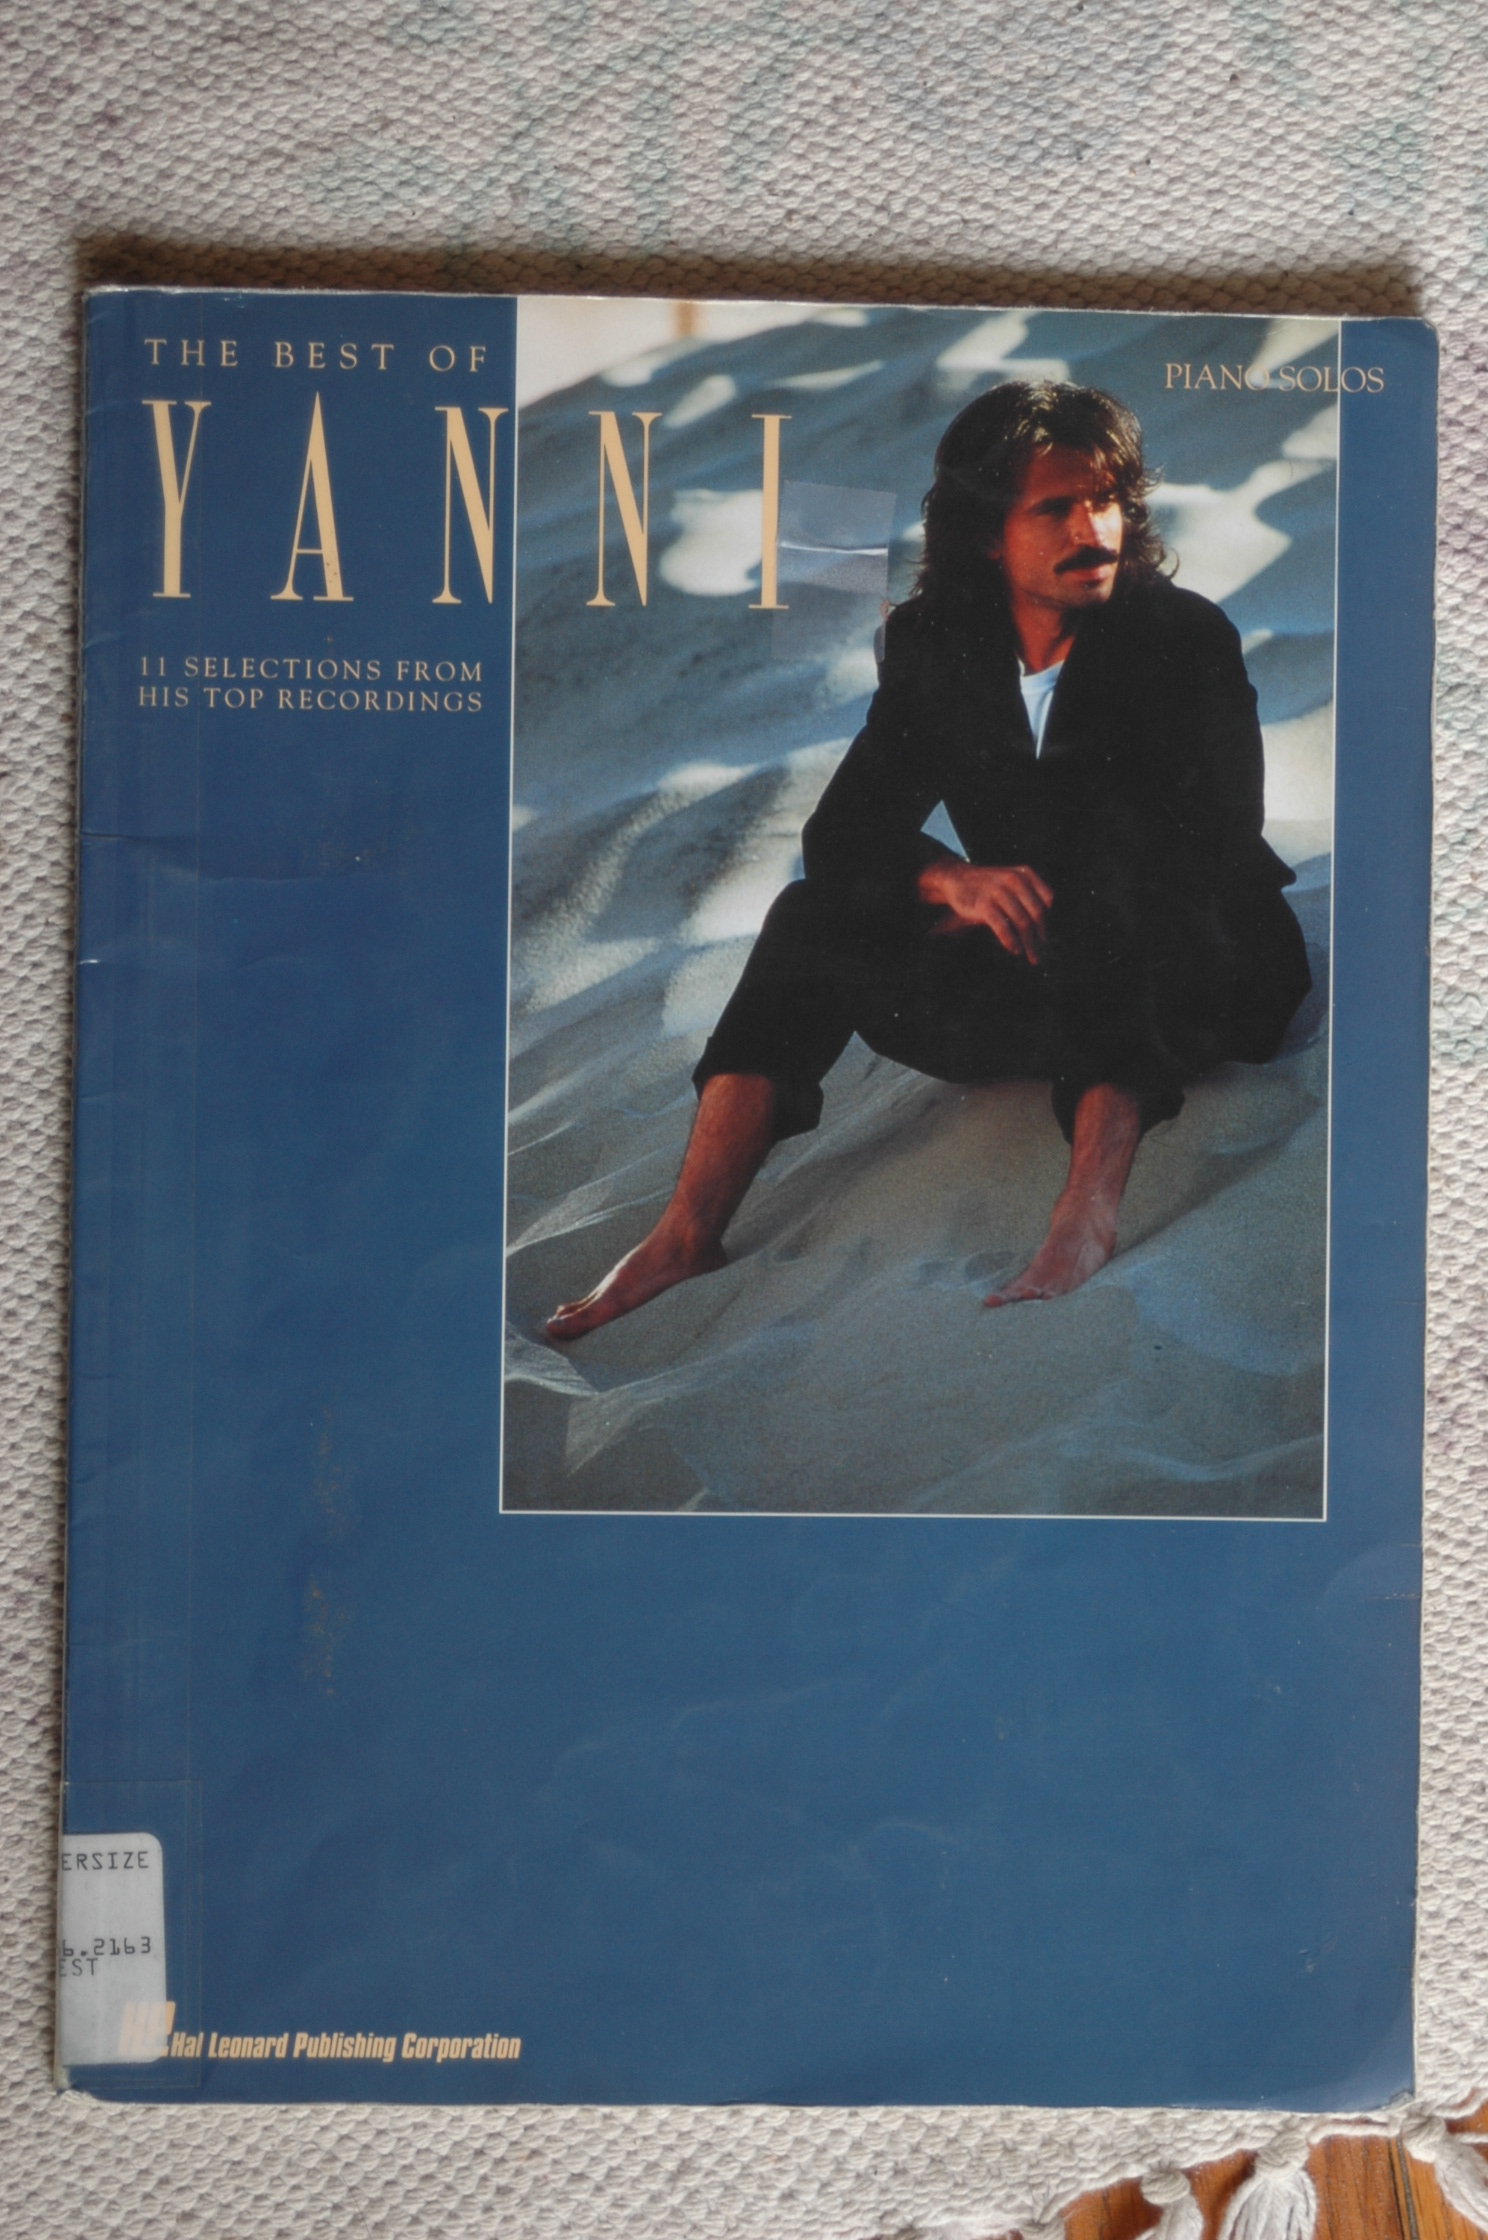 THE BEST OF
YANNI
PIANO SOLOS
11 SELECTIONS FROM
HIS TOP RECORDINGS
ERSIZE
6.2163
EST
Hal Leonard Publishing Corporation